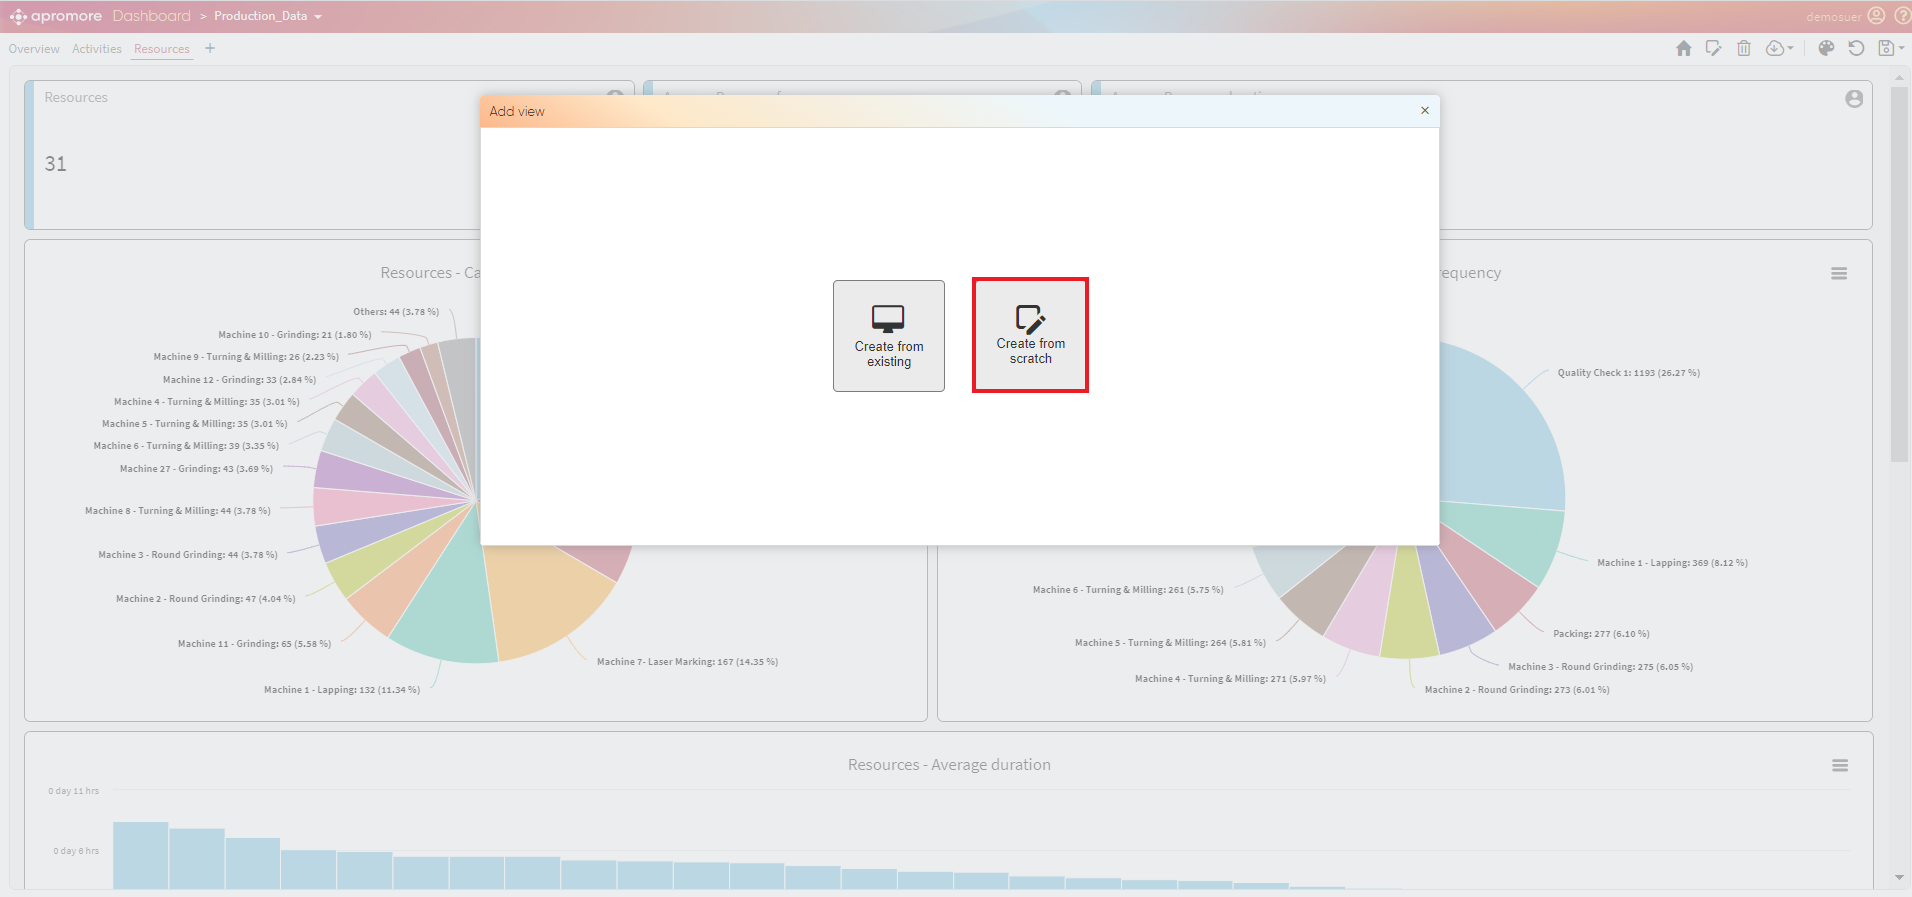 apromore Dashboard > Production_Data
demosuer
Overview Activities Resources +
Resources
31
Add view
×
Create from
existing
Create from
scratch
Resources - Ca
Others: 44 (3.78 %)
Machine 10 - Grinding: 21 (1.80 %)
Machine 9 - Turning & Milling: 26 (2.23 %)
Machine 12 - Grinding: 33 (2.84 %)
Machine 4 - Turning & Milling: 35 (3.01 %)
Machine 5 - Turning & Milling: 35 (3.01 %)
Machine 6 - Turning & Milling: 39 (3.35 %)
Machine 27 - Grinding: 43 (3.69 %)
Machine 8 - Turning & Milling: 44 (3.78 %)
Machine 3 - Round Grinding: 44 (3.78 %)
Machine 2 - Round Grinding: 47 (4.04 %)
Machine 11 - Grinding: 65 (5.58 %)
Machine 1 - Lapping: 132 (11.34 %)
Machine 7- Laser Marking: 167 (14.35 %)
equency
Quality Check 1: 1193 (26.27 %)
Machine 1 - Lapping: 369 (8.12 %)
Packing: 277 (6.10 %)
Machine 3 - Round Grinding: 275 (6.05 %)
Machine 2 - Round Grinding: 273 (6.01 %)
Machine 4 - Turning & Milling: 271 (5.97 %)
Machine 5 - Turning & Milling: 264 (5.81 %)
Machine 6 - Turning & Milling: 261 (5.75 %)
Resources - Average duration
0 day 11 hrs
0 day 6 hrs